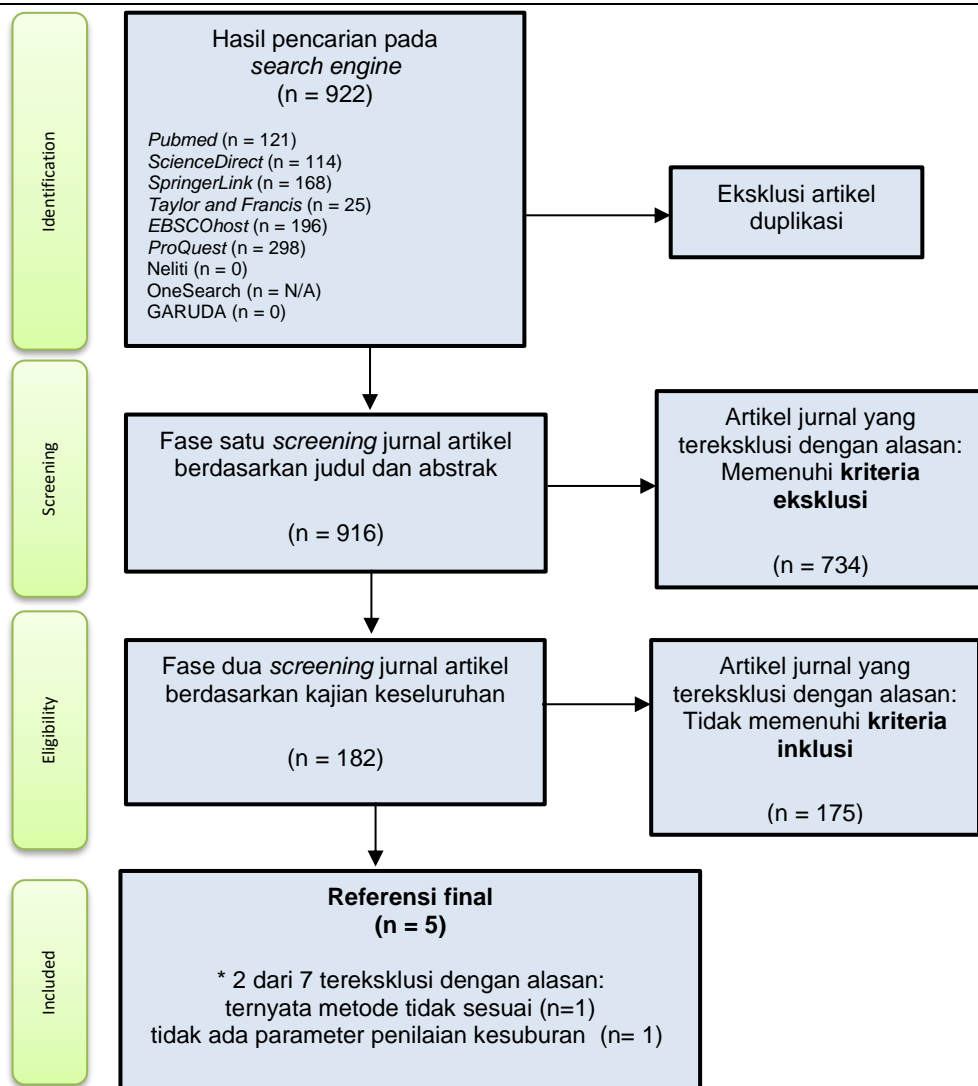 Identification
Hasil pencarian pada
search engine
(n = 922)
Pubmed (n = 121)
ScienceDirect (n = 114)
SpringerLink (n = 168)
Taylor and Francis (n = 25)
EBSCOhost (n = 196)
ProQuest (n = 298)
Neliti (n = 0)
OneSearch (n = N/A)
GARUDA (n = 0)
Eksklusi artikel
duplikasi
Screening
Fase satu screening jurnal artikel
berdasarkan judul dan abstrak
(n = 916)
Artikel jurnal yang
tereksklusi dengan alasan:
Memenuhi kriteria
eksklusi
(n = 734)
Eligibility
Fase dua screening jurnal artikel
berdasarkan kajian keseluruhan
(n = 182)
Artikel jurnal yang
tereksklusi dengan alasan:
Tidak memenuhi kriteria
inklusi
(n = 175)
Included
Referensi final
(n = 5)
* 2 dari 7 tereksklusi dengan alasan:
ternyata metode tidak sesuai (n=1)
tidak ada parameter penilaian kesuburan (n= 1)